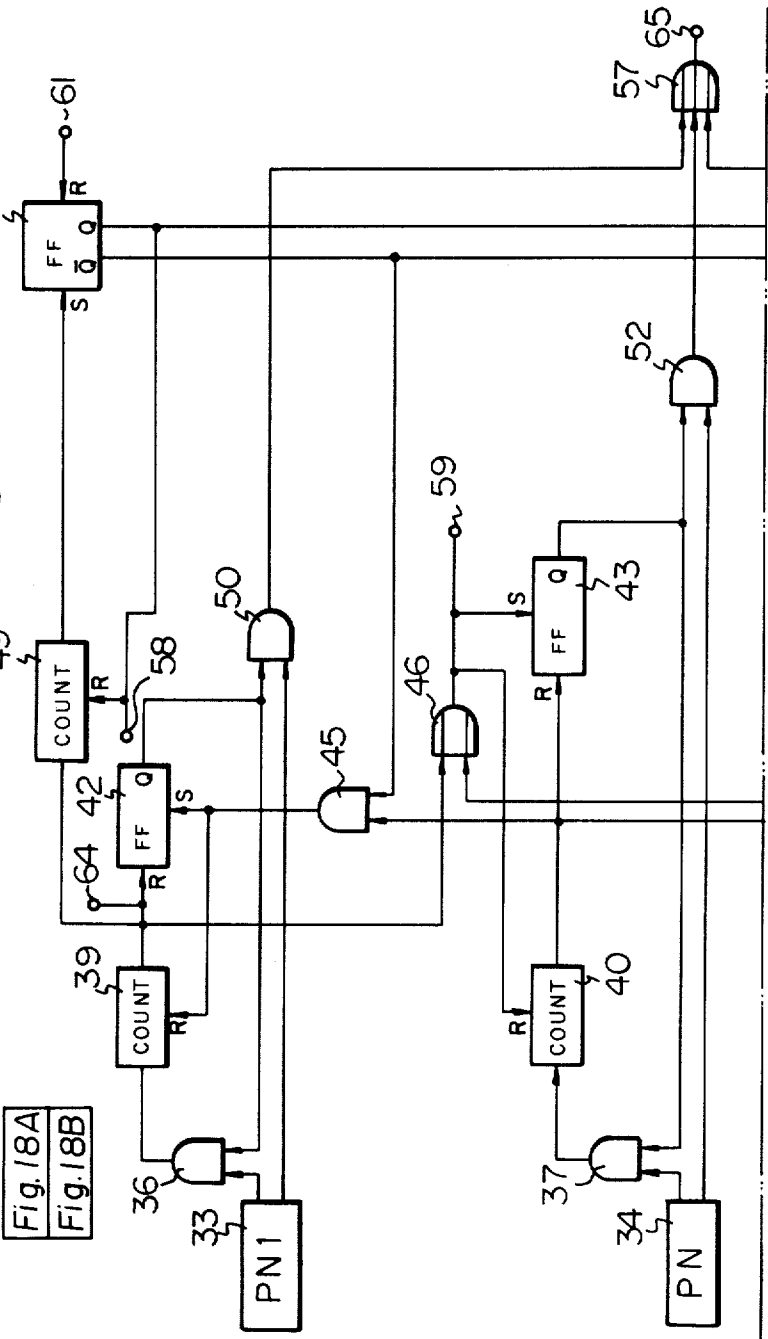 Fig.18A
Fig.18B
61
FF
S
Q̅
Q
R
COUNT
R
58
64
39
COUNT
R
42
FF
R
S
Q
50
57
65
36
33
PN1
45
46
59
52
43
FF
R
S
Q
40
COUNT
R
37
34
PN